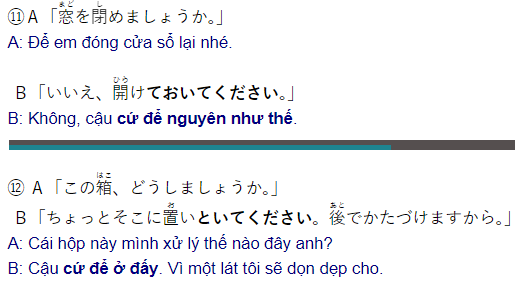 ⑪ A「窓を閉めましょうか。」
A: Để em đóng cửa sổ lại nhé.
B「いいえ、開けておいてください。」
B: Không, cậu cứ để nguyên như thế.
⑫ A「この箱、どうしましょうか。」
B「ちょっとそこに置いといてください。後でかたづけますから。」
A: Cái hộp này mình xử lý thế nào đây anh?
B: Cậu cứ để ở đấy. Vì một lát tôi sẽ dọn dẹp cho.